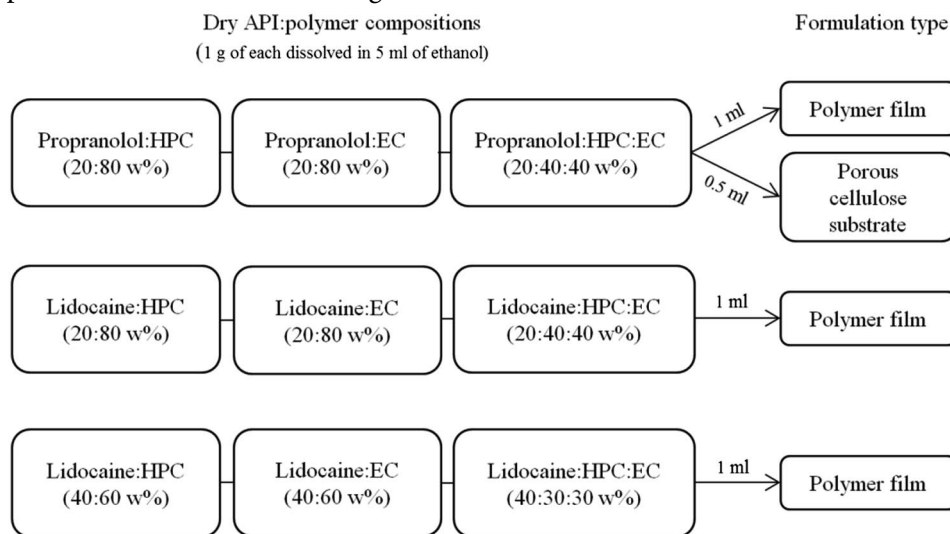 Dry API:polymer compositions
Formulation type
(1 g of each dissolved in 5 ml of ethanol)
Propranolol:HPC
(20:80 w%)
Propranolol:EC
(20:80 w%)
Propranolol:HPC:EC
(20:40:40 w%)
1 ml
0.5 ml
Polymer film
Porous
cellulose
substrate
Lidocaine:HPC
(20:80 w%)
Lidocaine:EC
(20:80 w%)
Lidocaine:HPC:EC
(20:40:40 w%)
1 ml
Polymer film
Lidocaine:HPC
(40:60 w%)
Lidocaine:EC
(40:60 w%)
Lidocaine:HPC:EC
(40:30:30 w%)
1 ml
Polymer film